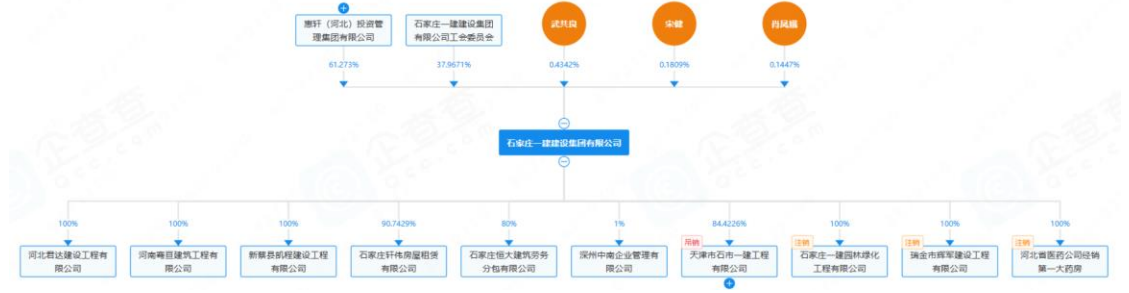 惠轩（河北）投资管
理集团有限公司
石家庄一建建设集团
有限公司工会委员会
武共良
宋健
61.273%
37.9671%
0.4342%
0.1809%
0.1447%
石家庄一建建设集团有限公司
100%
100%
100%
90.7429%
80%
1%
84.4226%
100%
100%
100%
吊销
注销
注销
注销
河北君达建设工程有
限公司
河南粤亘建筑工程有
限公司
新蔡县凯程建设工程
有限公司
石家庄轩伟房屋租赁
有限公司
石家庄恒大建筑劳务
分包有限公司
深州中南企业管理有
限公司
天津市石市一建工程
有限公司
石家庄一建园林绿化
工程有限公司
瑞金市辉军建设工程
有限公司
河北省医药公司经销
第一大药房
企查查
Qcc.com